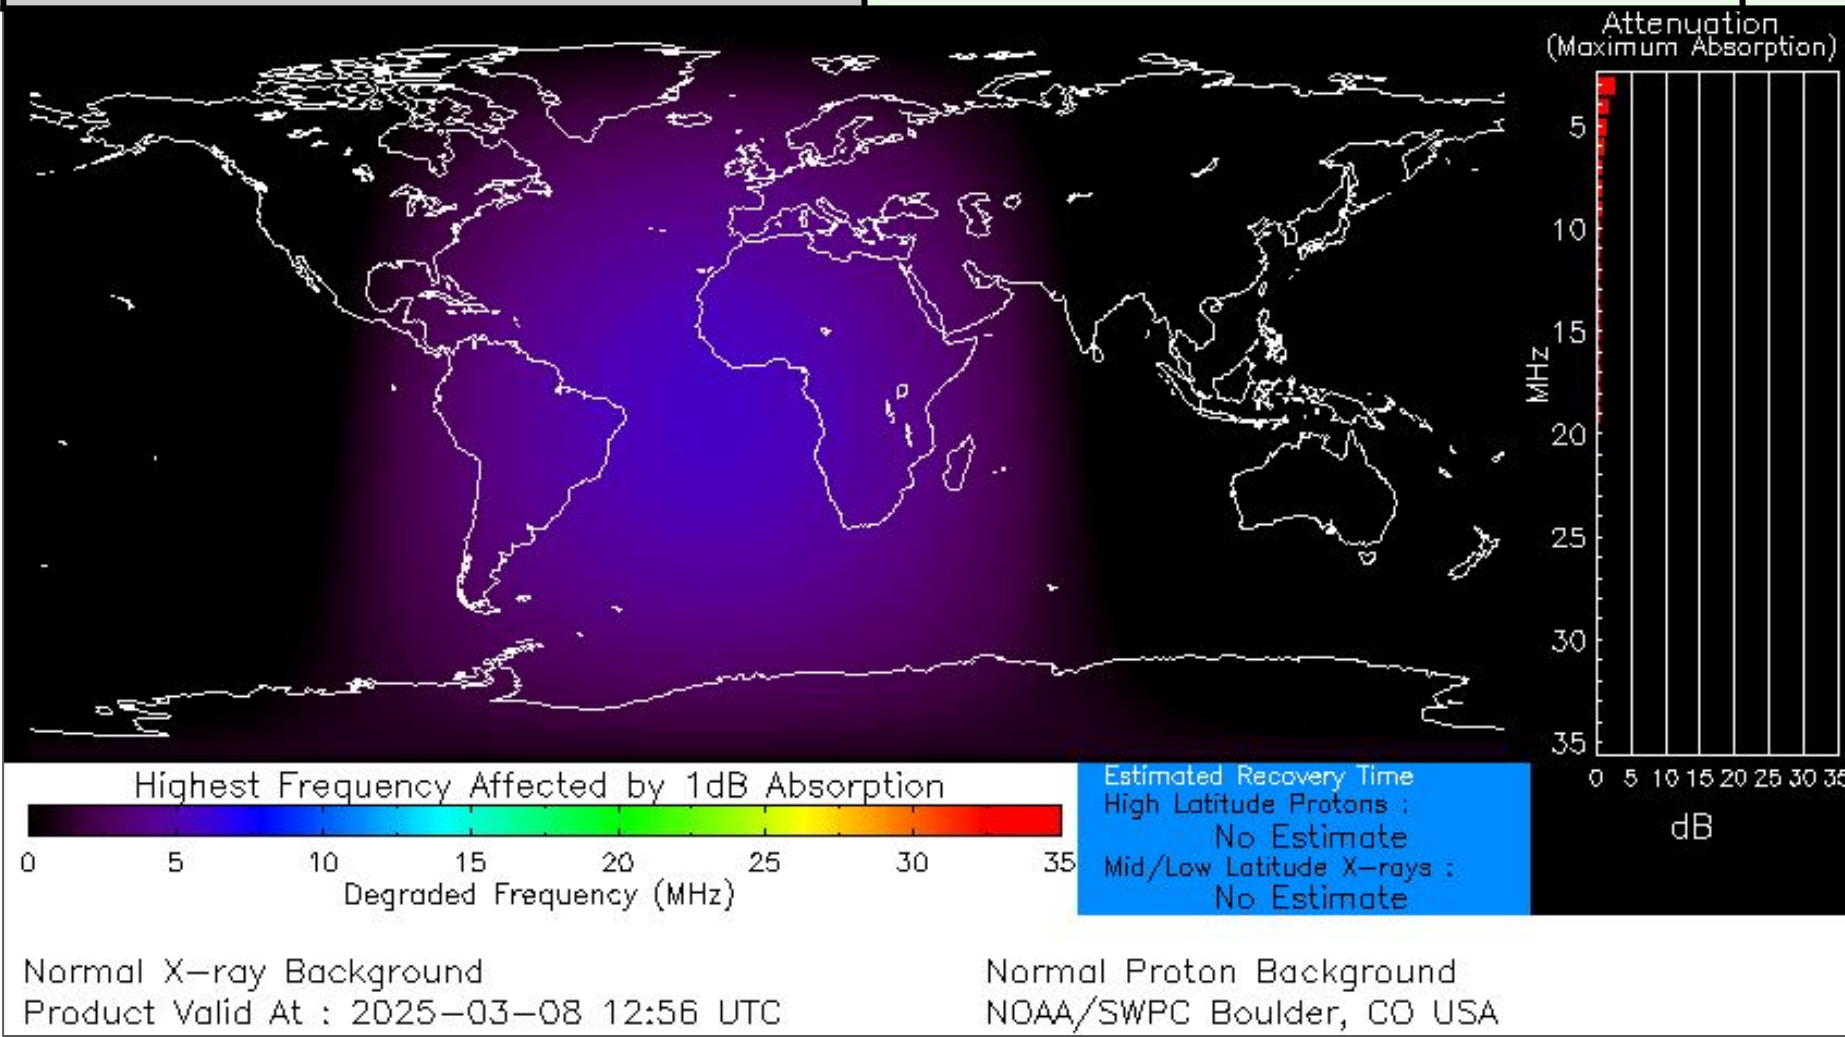 Attenuation
(Maximum Absorption)
5
10
15
20
25
30
35
MHz
0 5 10 15 20 25 30 35
dB
Highest Frequency Affected by 1dB Absorption
0 5 10 15 20 25 30 35
Degraded Frequency (MHz)
Estimated Recovery Time
High Latitude Protons :
No Estimate
Mid/Low Latitude X-rays :
No Estimate
Normal X-ray Background
Product Valid At : 2025-03-08 12:56 UTC
Normal Proton Background
NOAA/SWPC Boulder, CO USA